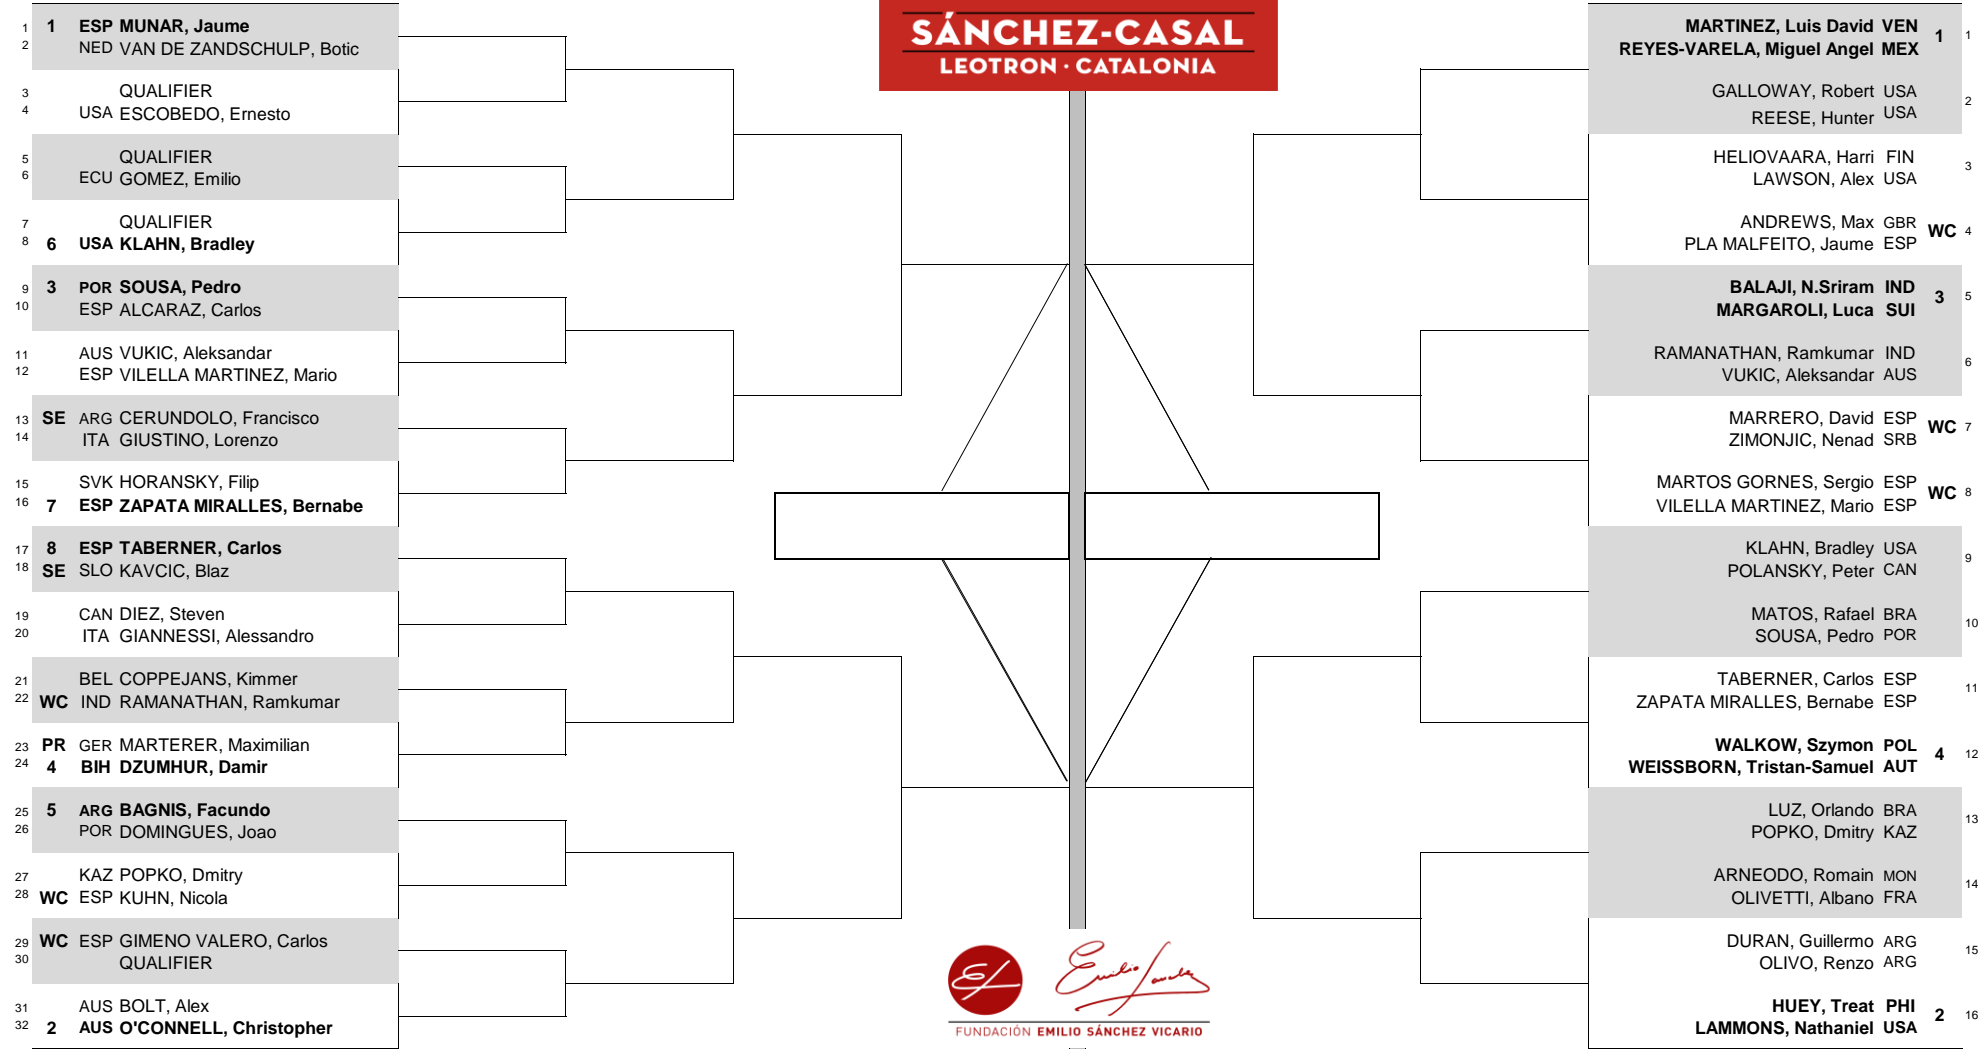 1 1 ESP MUNAR, Jaume
2 NED VAN DE ZANDSCHULP, Botic
3 QUALIFIER
4 USA ESCOBEDO, Ernesto
5 QUALIFIER
6 ECU GOMEZ, Emilio
7 QUALIFIER
8 6 USA KLAHN, Bradley
9 3 POR SOUSA, Pedro
10 ESP ALCARAZ, Carlos
11 AUS VUKIC, Aleksandar
12 ESP VILELLA MARTINEZ, Mario
13 SE ARG CERUNDOLO, Francisco
14 ITA GIUSTINO, Lorenzo
15 SVK HORANSKY, Filip
16 7 ESP ZAPATA MIRALLES, Bernabe
17 8 ESP TABERNER, Carlos
18 SE SLO KAVCIC, Blaz
19 CAN DIEZ, Steven
20 ITA GIANNESSI, Alessandro
21 BEL COPPEJANS, Kimmer
22 WC IND RAMANATHAN, Ramkumar
23 PR GER MARTERER, Maximilian
24 4 BIH DZUMHUR, Damir
25 5 ARG BAGNIS, Facundo
26 POR DOMINGUES, Joao
27 KAZ POPKO, Dmitry
28 WC ESP KUHN, Nicola
29 WC ESP GIMENO VALERO, Carlos
30 QUALIFIER
31 AUS BOLT, Alex
32 2 AUS O'CONNELL, Christopher
SÁNCHEZ-CASAL
LEOTRON · CATALONIA
Emilio Sanchez
FUNDACIÓN EMILIO SÁNCHEZ VICARIO
MARTINEZ, Luis David VEN
REYES-VARELA, Miguel Angel MEX 1 1
GALLOWAY, Robert USA
REESE, Hunter USA 2
HELIOVAARA, Harri FIN
LAWSON, Alex USA 3
ANDREWS, Max GBR
PLA MALFEITO, Jaume ESP WC 4
BALAJI, N.Sriram IND
MARGAROLI, Luca SUI 3 5
RAMANATHAN, Ramkumar IND
VUKIC, Aleksandar AUS 6
MARRERO, David ESP
ZIMONJIC, Nenad SRB WC 7
MARTOS GORNES, Sergio ESP
VILELLA MARTINEZ, Mario ESP WC 8
KLAHN, Bradley USA
POLANSKY, Peter CAN 9
MATOS, Rafael BRA
SOUSA, Pedro POR 10
TABERNER, Carlos ESP
ZAPATA MIRALLES, Bernabe ESP 11
WALKOW, Szymon POL
WEISSBORN, Tristan-Samuel AUT 4 12
LUZ, Orlando BRA
POPKO, Dmitry KAZ 13
ARNEODO, Romain MON
OLIVETTI, Albano FRA 14
DURAN, Guillermo ARG
OLIVO, Renzo ARG 15
HUEY, Treat PHI
LAMMONS, Nathaniel USA 2 16